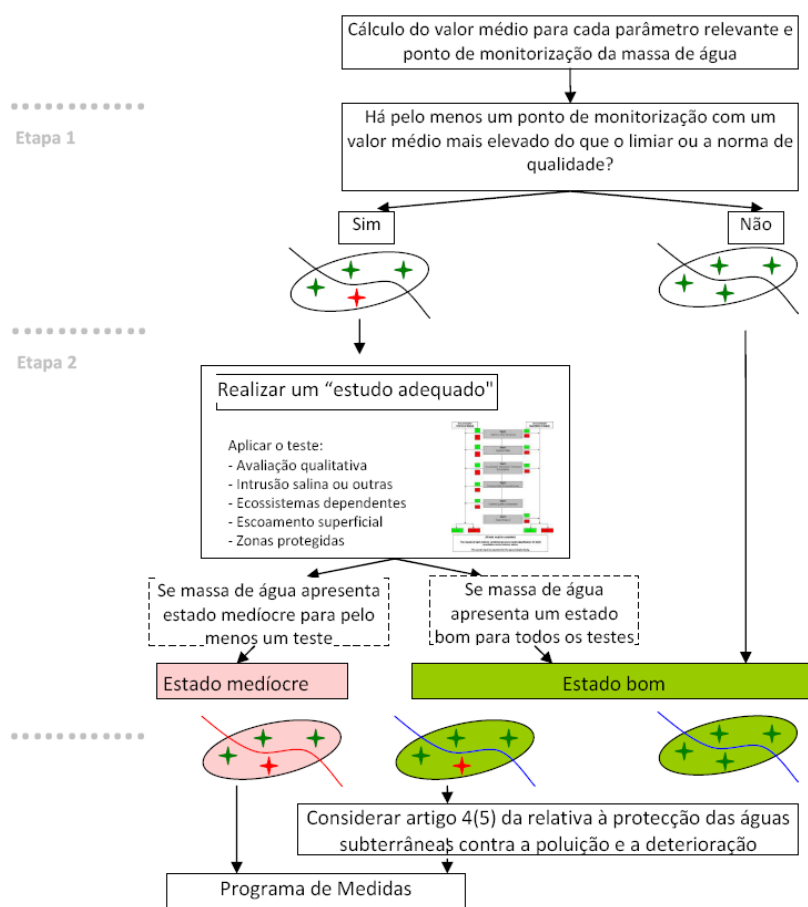 Cálculo do valor médio para cada parâmetro relevante e
ponto de monitorização da massa de água
Etapa 1
Há pelo menos um ponto de monitorização com um
valor médio mais elevado do que o limiar ou a norma de
qualidade?
Sim
Não
Etapa 2
Realizar um “estudo adequado"
Aplicar o teste:
- Avaliação qualitativa
- Intrusão salina ou outras
- Ecossistemas dependentes
- Escoamento superficial
- Zonas protegidas
Se massa de água apresenta
estado medíocre para pelo
menos um teste
Se massa de água
apresenta um estado
bom para todos os testes
Estado medíocre
Estado bom
Considerar artigo 4(5) da relativa à protecção das águas
subterrâneas contra a poluição e a deterioração
Programa de Medidas